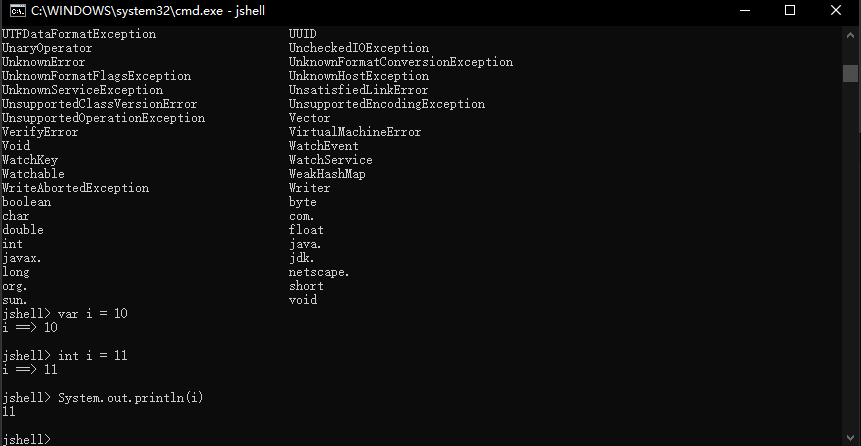 C:\WINDOWS\system32\cmd.exe - jshell
UTFDataFormatException UUID
UnaryOperator UncheckedIOException
UnknownError UnknownFormatConversionException
UnknownFormatFlagsException UnknownHostException
UnknownServiceException UnsatisfiedLinkError
UnsupportedClassVersionError UnsupportedEncodingException
UnsupportedOperationException Vector
VerifyError VirtualMachineError
Void WatchEvent
WatchKey WatchService
Watchable WeakHashMap
WriteAbortedException Writer
boolean byte
char com.
double float
int java.
javax. jdk.
long netscape.
org. short
sun. void
jshell> var i = 10
i ==> 10
jshell> int i = 11
i ==> 11
jshell> System.out.println(i)
11
jshell>